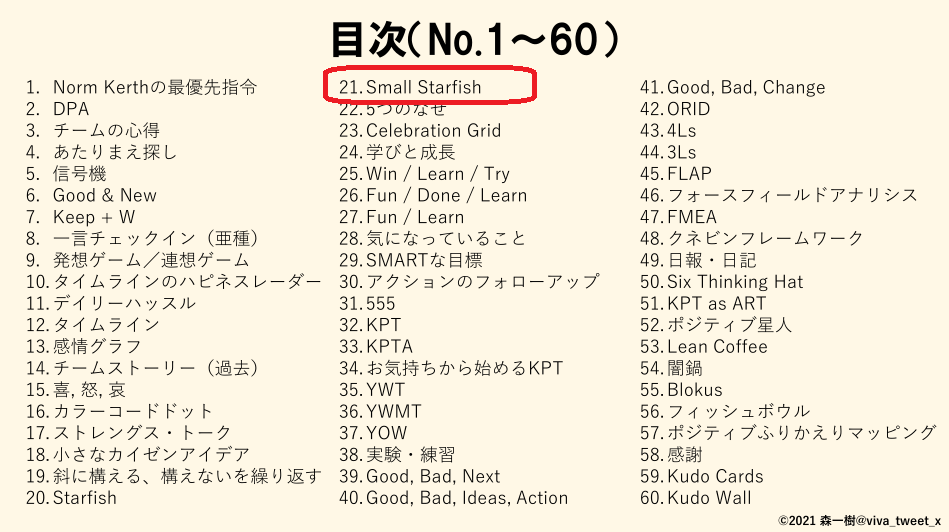 目次(No.1～60)
1. Norm Kerthの最優先指令
2. DPA
3. チームの心得
4. あたりまえ探し
5. 信号機
6. Good & New
7. Keep + W
8. 一言チェックイン（亜種）
9. 発想ゲーム／連想ゲーム
10. タイムラインのハピネスレーダー
11. デイリーハッスル
12. タイムライン
13. 感情グラフ
14. チームストーリー（過去）
15. 喜, 怒, 哀
16. カラーコードドット
17. ストレングス・トーク
18. 小さなカイゼンアイデア
19. 斜に構える、構えないを繰り返す
20. Starfish
21. Small Starfish
22. 5つのなぜ
23. Celebration Grid
24. 学びと成長
25. Win / Learn / Try
26. Fun / Done / Learn
27. Fun / Learn
28. 気になっていること
29. SMARTな目標
30. アクションのフォローアップ
31. 555
32. KPT
33. KPTA
34. お気持ちから始めるKPT
35. YWT
36. YWMT
37. YOW
38. 実験・練習
39. Good, Bad, Next
40. Good, Bad, Ideas, Action
41. Good, Bad, Change
42. ORID
43. 4Ls
44. 3Ls
45. FLAP
46. フォースフィールドアナリシス
47. FMEA
48. クネビンフレームワーク
49. 日報・日記
50. Six Thinking Hat
51. KPT as ART
52. ポジティブ星人
53. Lean Coffee
54. 闇鍋
55. Blokus
56. フィッシュボウル
57. ポジティブふりかえりマッピング
58. 感謝
59. Kudo Cards
60. Kudo Wall
©2021 森一樹@viva_tweet_x